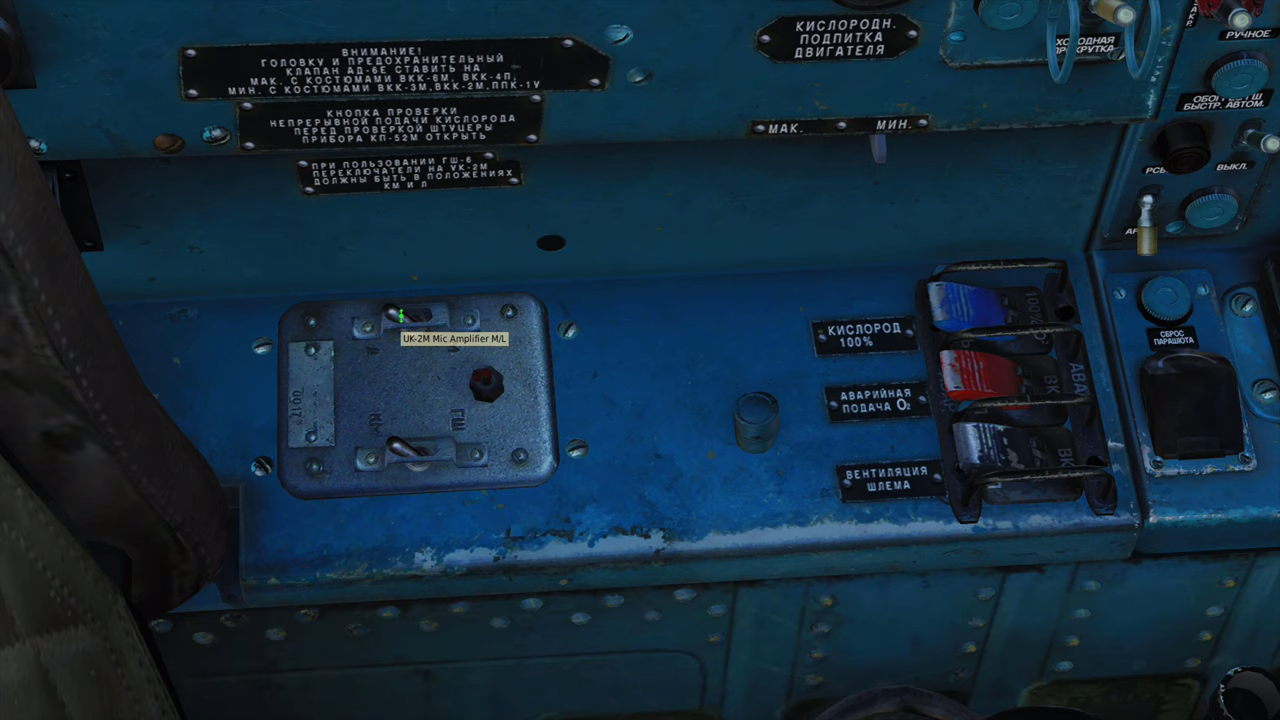 ВНИМАНИЕ!
ГОЛОВКУ И ПРЕДОХРАНИТЕЛЬНЫЙ
КЛАПАН АД-6Е СТАВИТЬ НА
МАК. С КОСТЮМАМИ ВКК-6М, ВКК-4П,
МИН. С КОСТЮМАМИ ВКК-3М,ВКК-2М,ППК-1У
КНОПКА ПРОВЕРКИ
НЕПРЕРЫВНОЙ ПОДАЧИ КИСЛОРОДА
ПЕРЕД ПРОВЕРКОЙ ШТУЦЕРЫ
ПРИБОРА КП-52М ОТКРЫТЬ
ПРИ ПОЛЬЗОВАНИИ ГШ-6
ПЕРЕКЛЮЧАТЕЛИ НА УК-2М
ДОЛЖНЫ БЫТЬ В ПОЛОЖЕНИЯХ
КМ И Л
КИСЛОРОДН.
ПОДПИТКА
ДВИГАТЕЛЯ
МАК. МИН.
РУЧНОЕ
БЫСТР. АВТОМ.
ВЫКЛ.
UK-2M Mic Amplifier M/L
ГШ
КИСЛОРОД
100%
АВАРИЙНАЯ
ПОДАЧА О₂
ВЕНТИЛЯЦИЯ
ШЛЕМА
СБРОС
ПАРАШЮТА